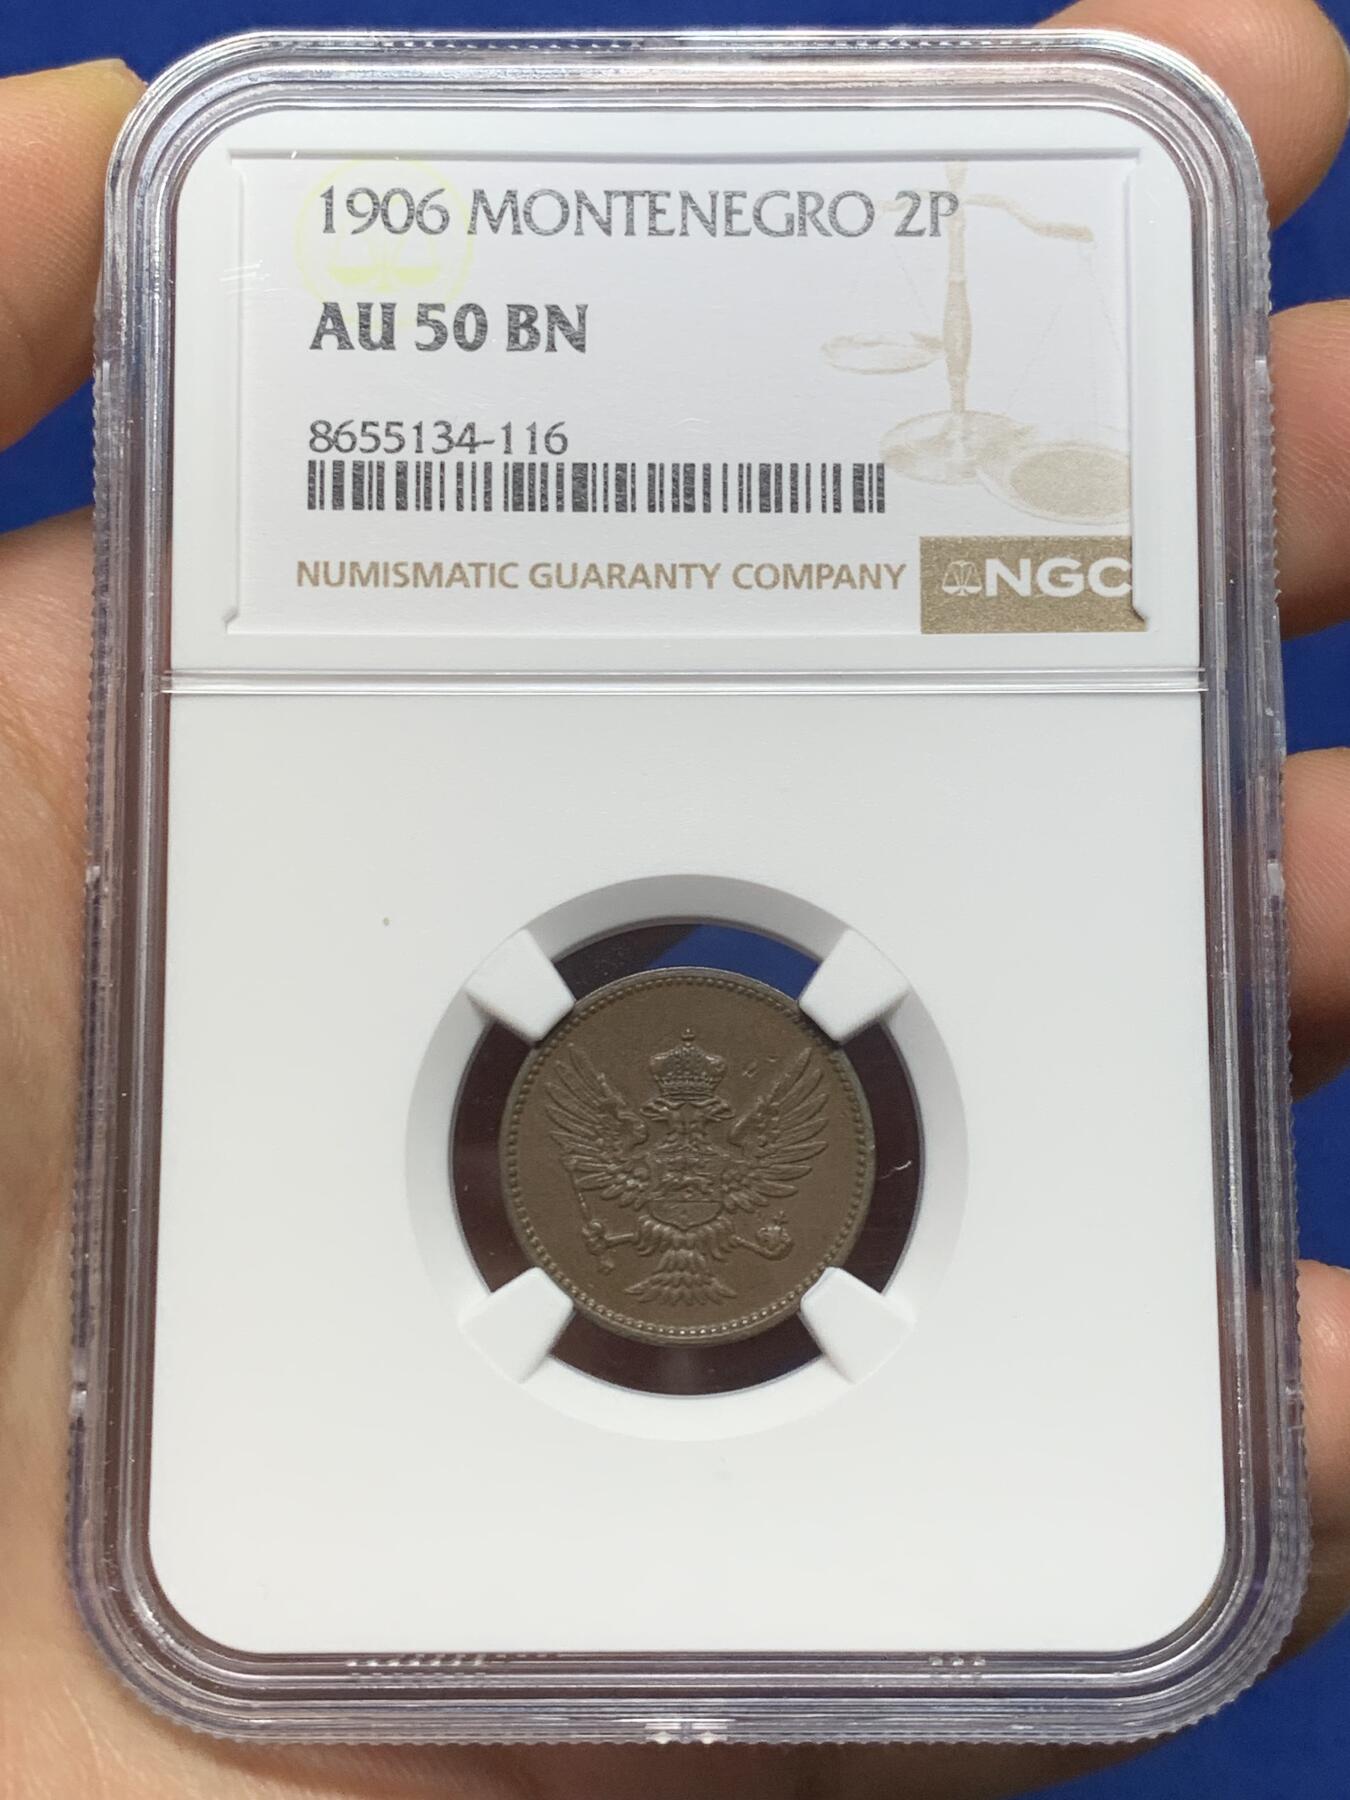 1906 MONTENEGRO 2P
AU 50 BN
8655134-116
NUMISMATIC GUARANTY COMPANY
NGC